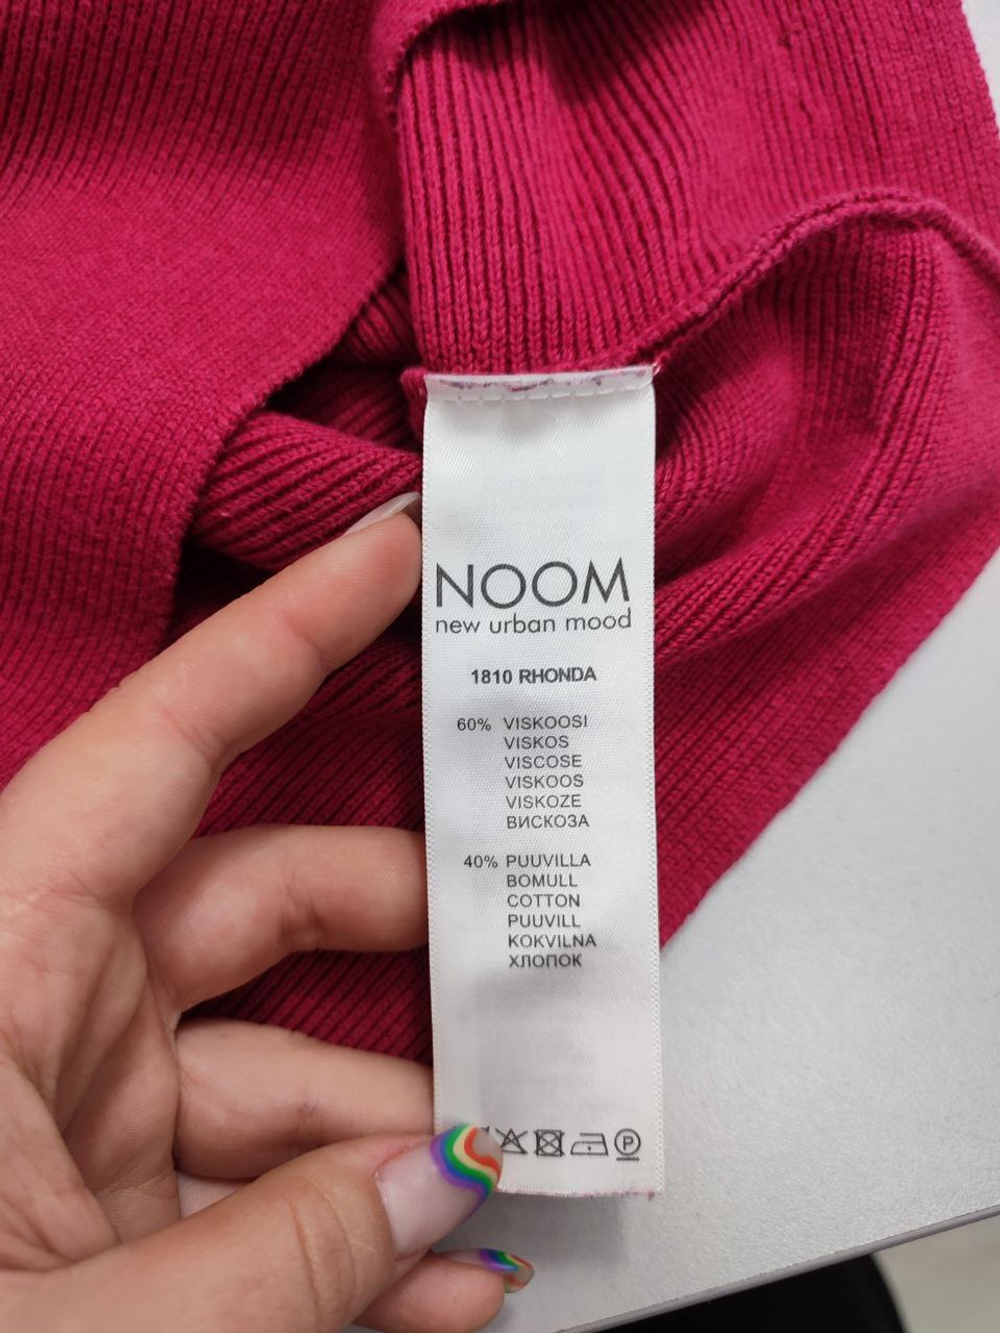 NOOM
new urban mood
1810 RHONDA
60% VISKOOSI
VISKOS
VISCOSE
VISKOOS
VISKOZE
ВИСКОЗА
40% PUUVILLA
BOMULL
COTTON
PUUVILL
KOKVILNA
ХЛОПОК
P